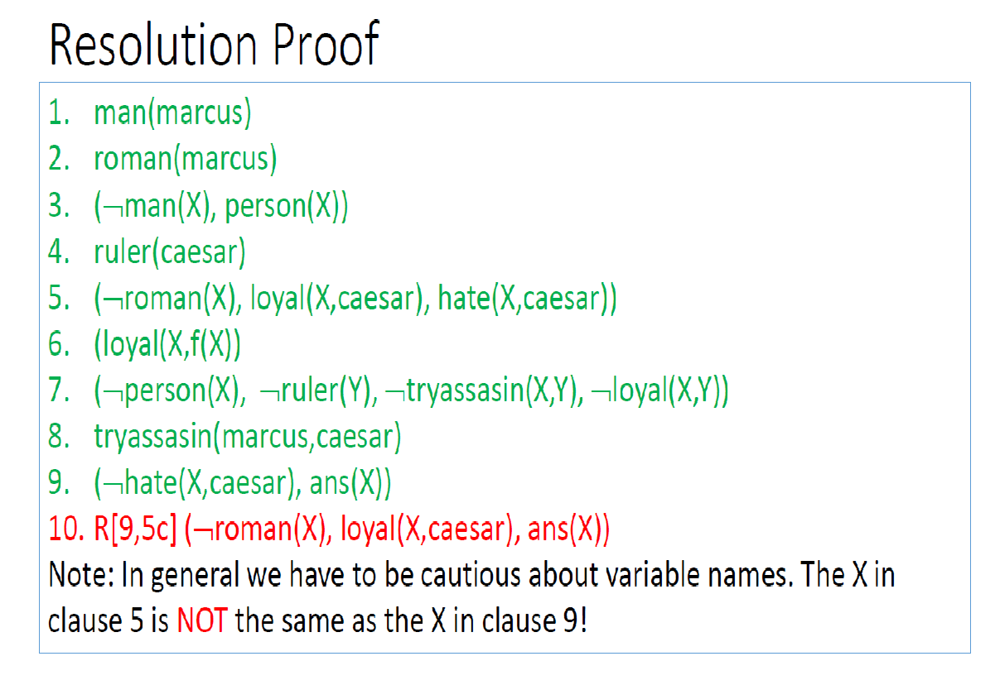 Resolution Proof
1. man(marcus)
2. roman(marcus)
3. (¬man(X), person(X))
4. ruler(caesar)
5. (¬roman(X), loyal(X,caesar), hate(X,caesar))
6. (loyal(X,f(X))
7. (¬person(X), ¬ruler(Y), ¬tryassasin(X,Y), ¬loyal(X,Y))
8. tryassasin(marcus,caesar)
9. (¬hate(X,caesar), ans(X))
10. R[9,5c] (¬roman(X), loyal(X,caesar), ans(X))
Note: In general we have to be cautious about variable names. The X in
clause 5 is NOT the same as the X in clause 9!